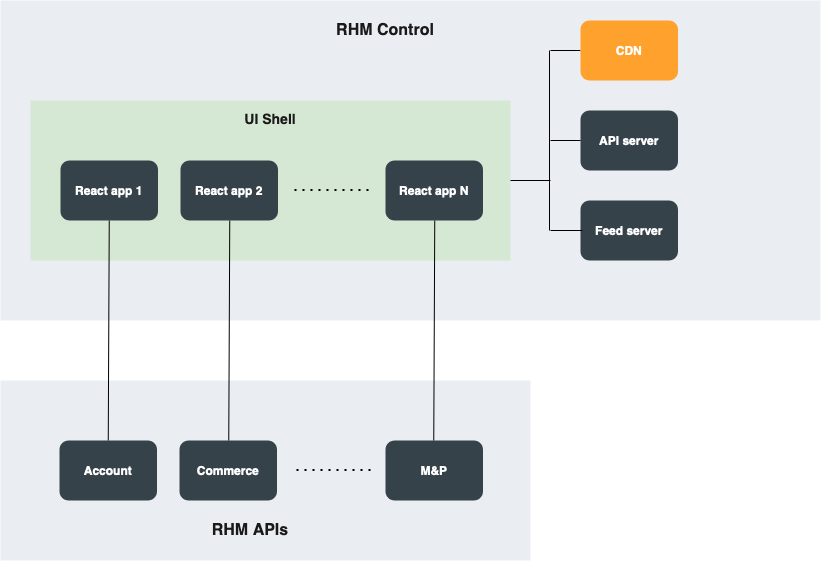 RHM Control
CDN
UI Shell
API server
React app 1
React app 2
React app N
Feed server
Account
Commerce
M&P
RHM APIs